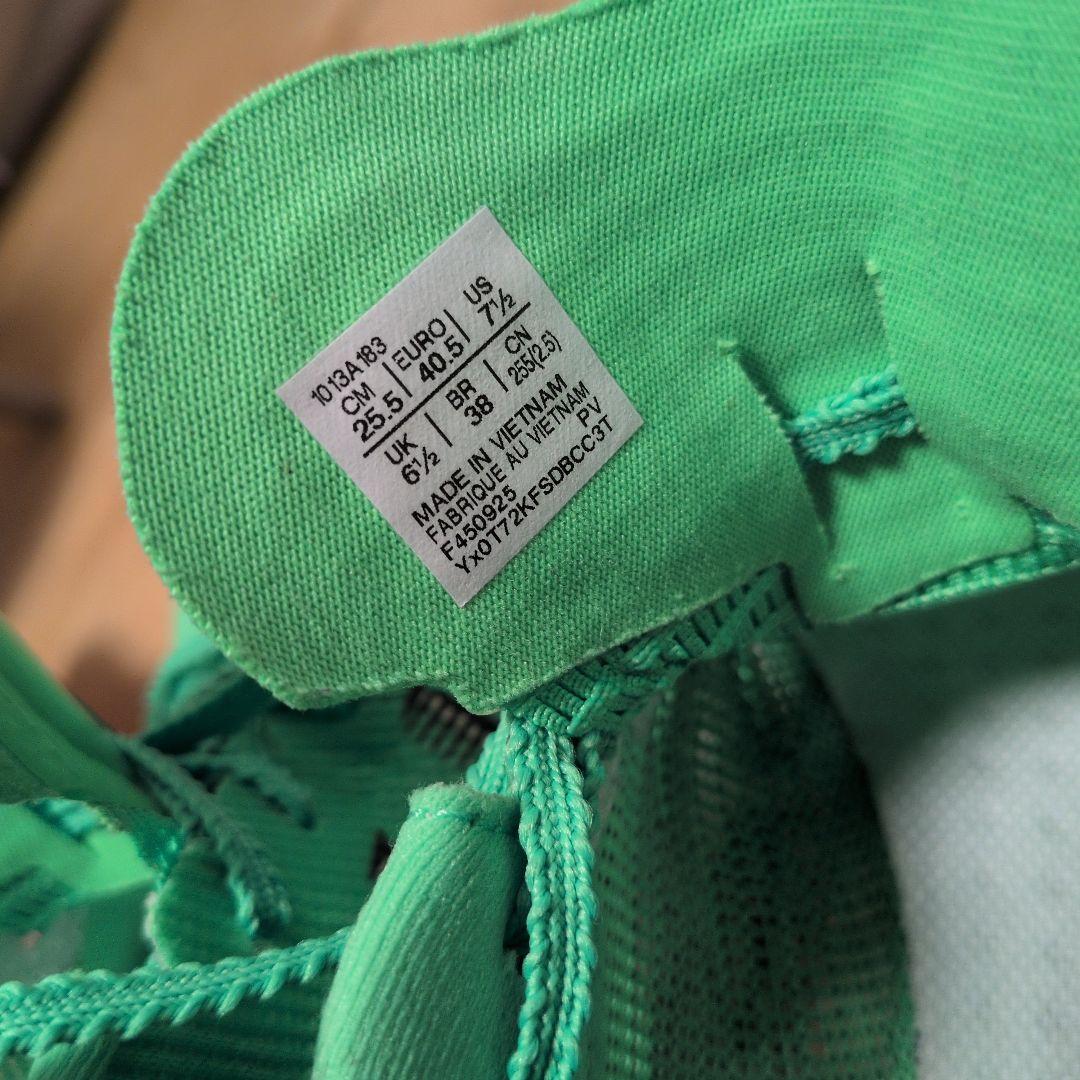 1013A183
CM | EURO | US
25.5 | 40.5 | 7½
UK | BR | CN
6½ | 38 | 255(2.5)
MADE IN VIETNAM
FABRIQUE AU VIETNAM
F450925 PV
Yx0T72KFSDBCC3T